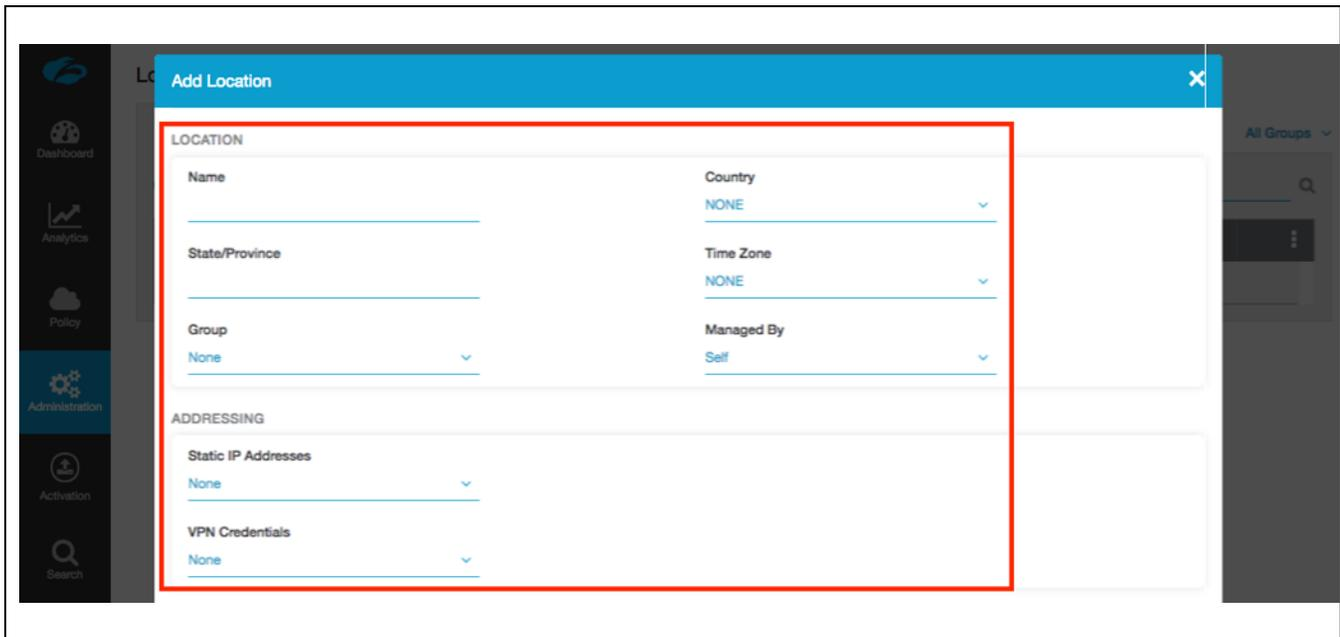 Lo
Add Location
All Groups
LOCATION
Name
Country
NONE
State/Province
Time Zone
NONE
Group
None
Managed By
Self
ADDRESSING
Static IP Addresses
None
VPN Credentials
None
Dashboard
Analytics
Policy
Administration
Activation
Search